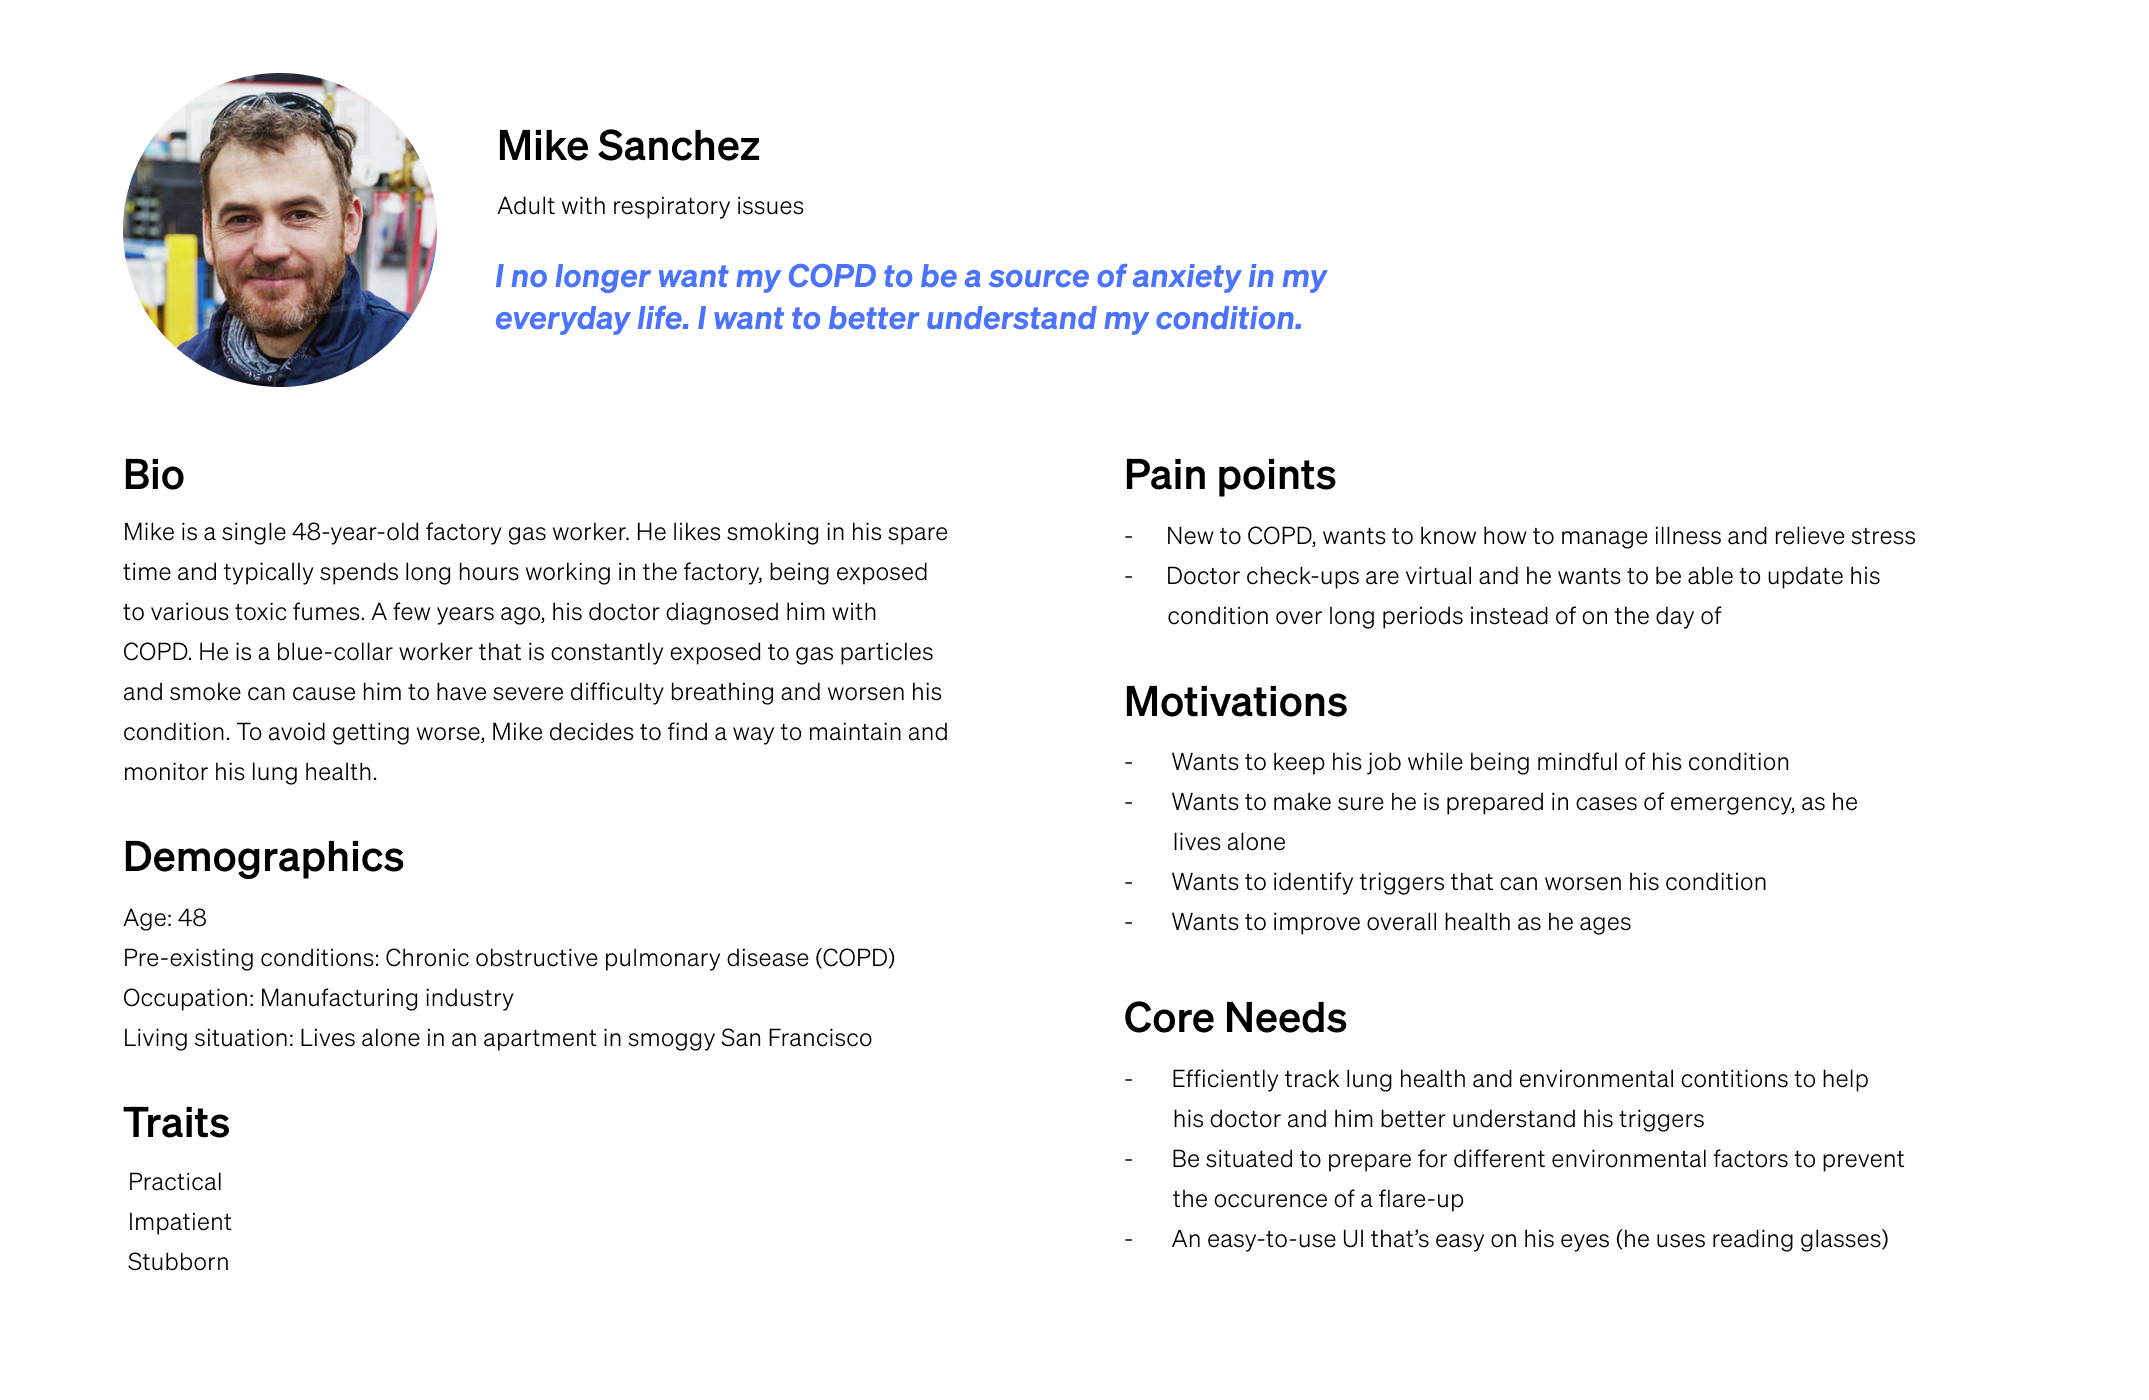 Mike Sanchez
Adult with respiratory issues
I no longer want my COPD to be a source of anxiety in my
everyday life. I want to better understand my condition.
Bio
Mike is a single 48-year-old factory gas worker. He likes smoking in his spare
time and typically spends long hours working in the factory, being exposed
to various toxic fumes. A few years ago, his doctor diagnosed him with
COPD. He is a blue-collar worker that is constantly exposed to gas particles
and smoke can cause him to have severe difficulty breathing and worsen his
condition. To avoid getting worse, Mike decides to find a way to maintain and
monitor his lung health.
Demographics
Age: 48
Pre-existing conditions: Chronic obstructive pulmonary disease (COPD)
Occupation: Manufacturing industry
Living situation: Lives alone in an apartment in smoggy San Francisco
Traits
Practical
Impatient
Stubborn
Pain points
- New to COPD, wants to know how to manage illness and relieve stress
- Doctor check-ups are virtual and he wants to be able to update his
condition over long periods instead of on the day of
Motivations
- Wants to keep his job while being mindful of his condition
- Wants to make sure he is prepared in cases of emergency, as he
lives alone
- Wants to identify triggers that can worsen his condition
- Wants to improve overall health as he ages
Core Needs
- Efficiently track lung health and environmental contitions to help
his doctor and him better understand his triggers
- Be situated to prepare for different environmental factors to prevent
the occurence of a flare-up
- An easy-to-use UI that’s easy on his eyes (he uses reading glasses)